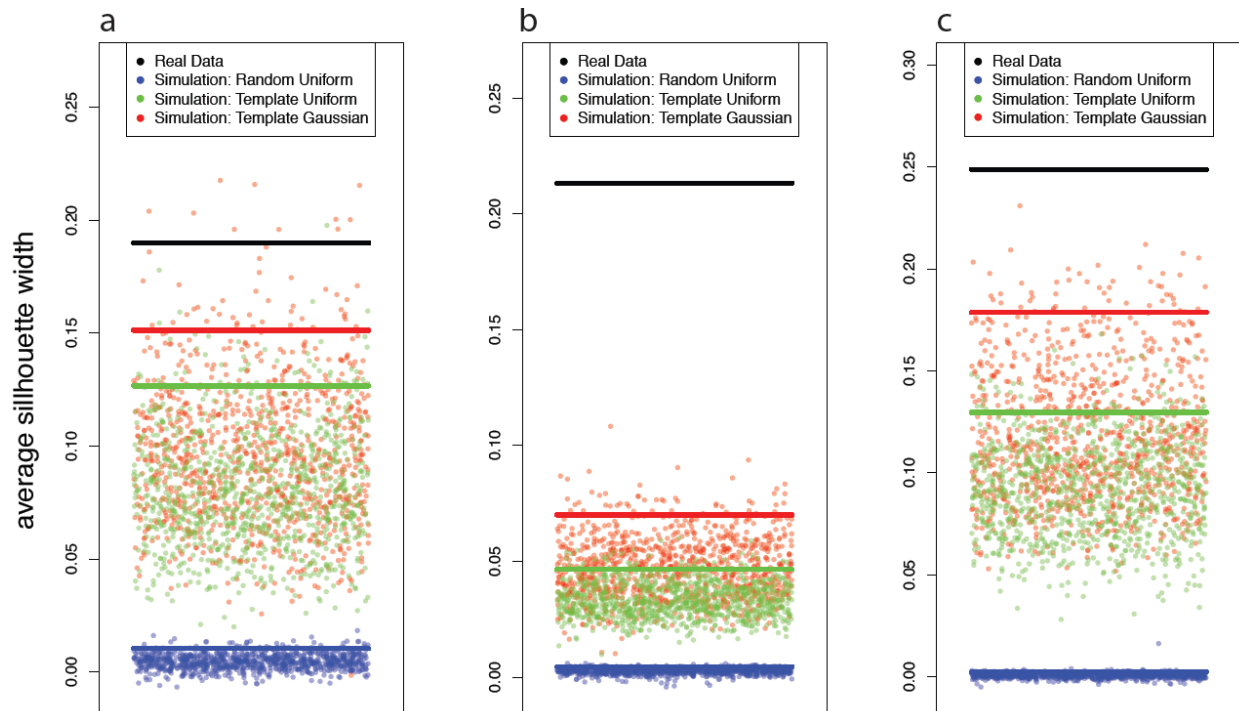 a
Real Data
Simulation: Random Uniform
Simulation: Template Uniform
Simulation: Template Gaussian
0.25
0.20
0.15
0.10
0.05
0.00
average sillhouette width
b
Real Data
Simulation: Random Uniform
Simulation: Template Uniform
Simulation: Template Gaussian
0.25
0.20
0.15
0.10
0.05
0.00
c
Real Data
Simulation: Random Uniform
Simulation: Template Uniform
Simulation: Template Gaussian
0.30
0.25
0.20
0.15
0.10
0.05
0.00